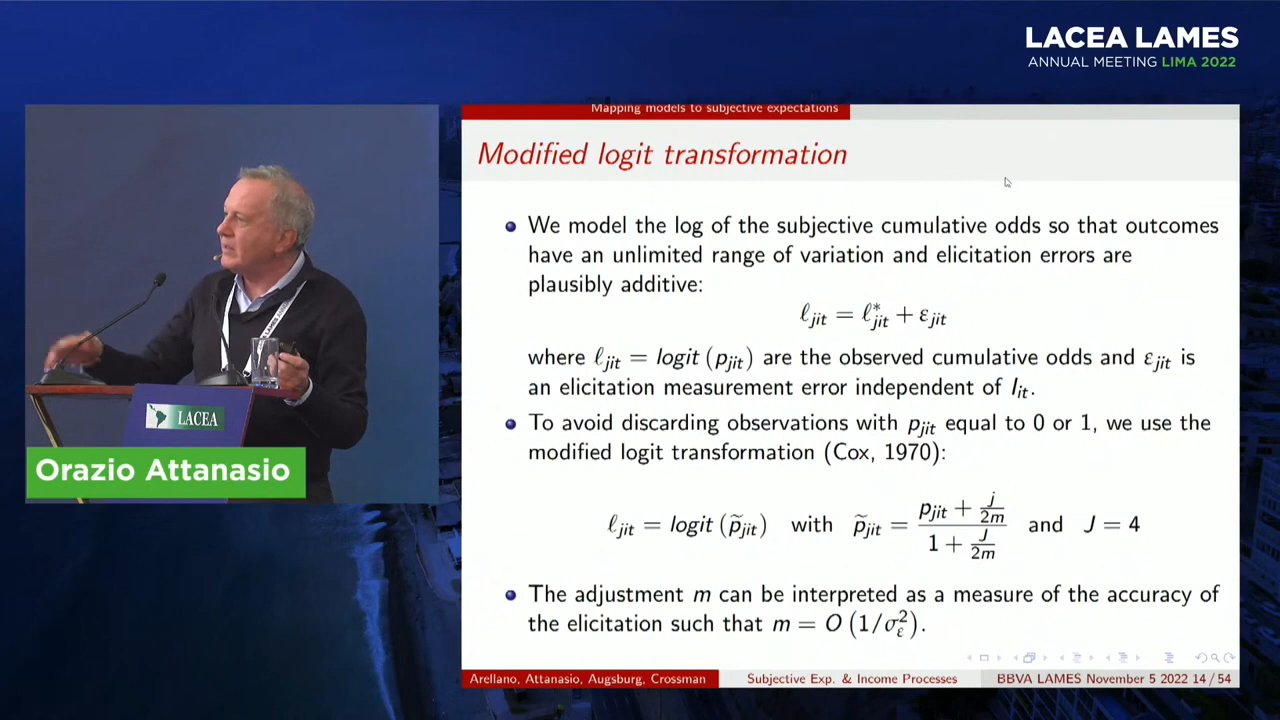 LACEA LAMES
ANNUAL MEETING LIMA 2022
Mapping models to subjective expectations
Modified logit transformation
We model the log of the subjective cumulative odds so that outcomes
have an unlimited range of variation and elicitation errors are
plausibly additive:
ℓjit = ℓ*jit + εjit
where ℓjit = logit (pjit) are the observed cumulative odds and εjit is
an elicitation measurement error independent of Iit.
To avoid discarding observations with pjit equal to 0 or 1, we use the
modified logit transformation (Cox, 1970):
ℓjit = logit (p̃jit) with p̃jit = (pjit + j/2m) / (1 + J/2m) and J = 4
The adjustment m can be interpreted as a measure of the accuracy of
the elicitation such that m = O (1/σ²ε).
Arellano, Attanasio, Augsburg, Crossman
Subjective Exp. & Income Processes
BBVA LAMES November 5 2022 14 / 54
LACEA
Orazio Attanasio